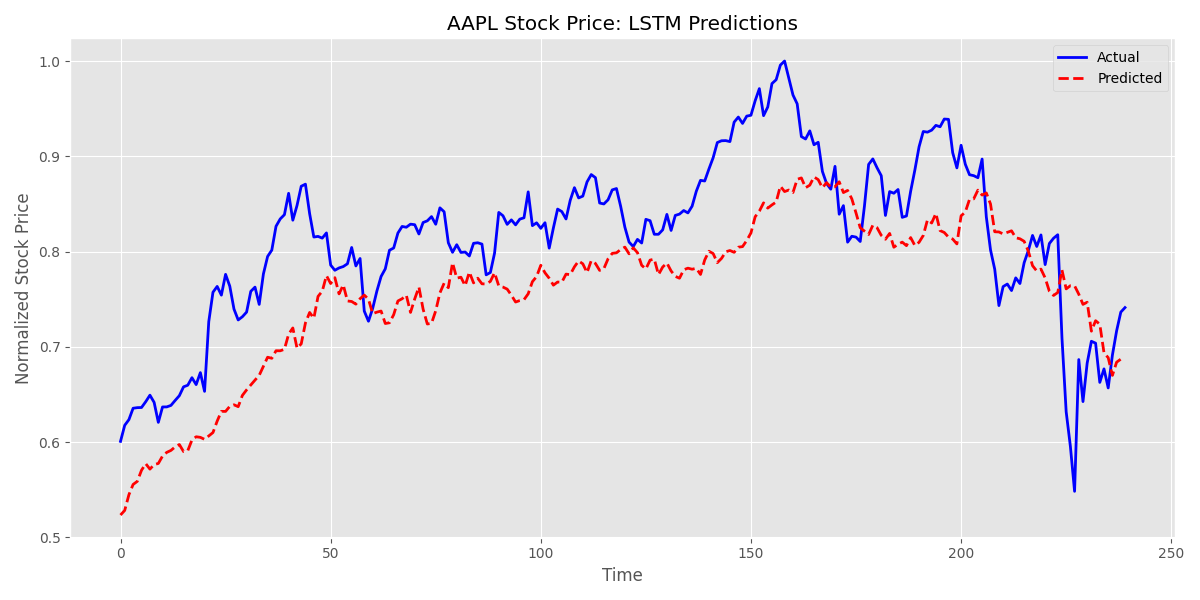 AAPL Stock Price: LSTM Predictions
Actual
Predicted
Normalized Stock Price
1.0
0.9
0.8
0.7
0.6
0.5
0 50 100 150 200 250
Time